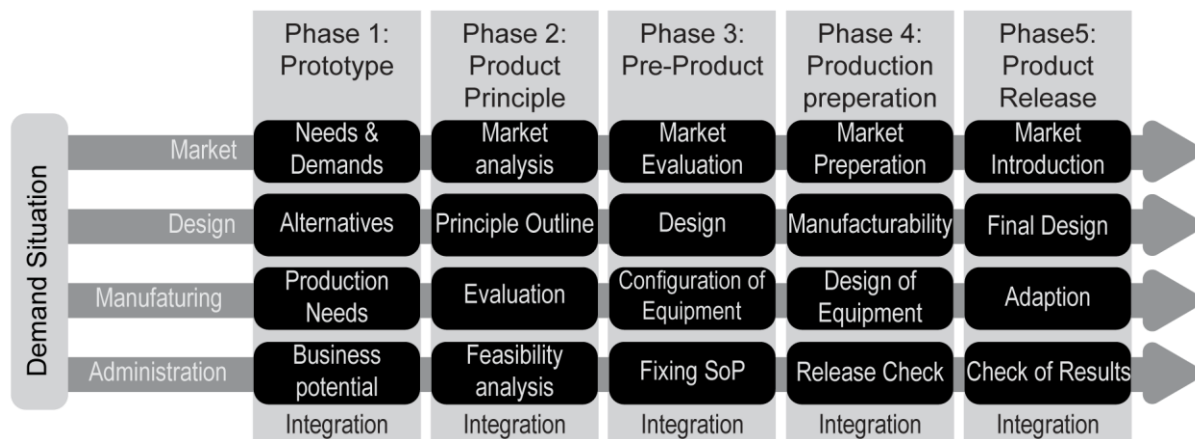 Phase 1:
Prototype
Phase 2:
Product
Principle
Phase 3:
Pre-Product
Phase 4:
Production
preperation
Phase5:
Product
Release
Demand Situation
Market
Needs &
Demands
Market
analysis
Market
Evaluation
Market
Preperation
Market
Introduction
Design
Alternatives
Principle Outline
Design
Manufacturability
Final Design
Manufaturing
Production
Needs
Evaluation
Configuration of
Equipment
Design of
Equipment
Adaption
Administration
Business
potential
Feasibility
analysis
Fixing SoP
Release Check
Check of Results
Integration
Integration
Integration
Integration
Integration